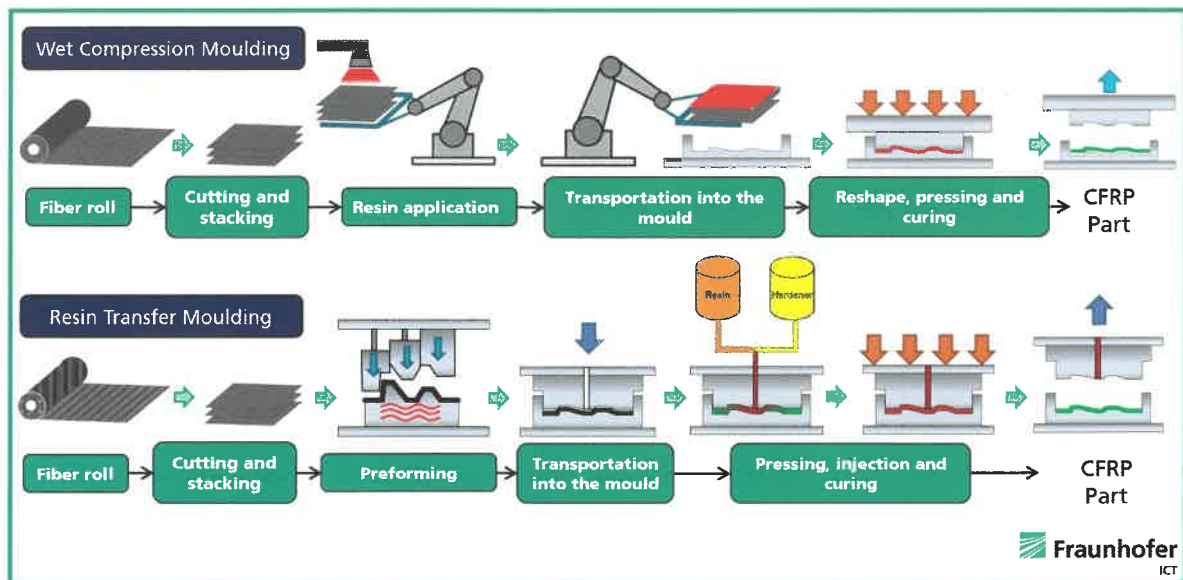 Wet Compression Moulding
Fiber roll
Cutting and
stacking
Resin application
Transportation into the
mould
Reshape, pressing and
curing
CFRP
Part
Resin Transfer Moulding
Resin
Hardener
Fiber roll
Cutting and
stacking
Preforming
Transportation
into the mould
Pressing, injection and
curing
CFRP
Part
Fraunhofer
ICT